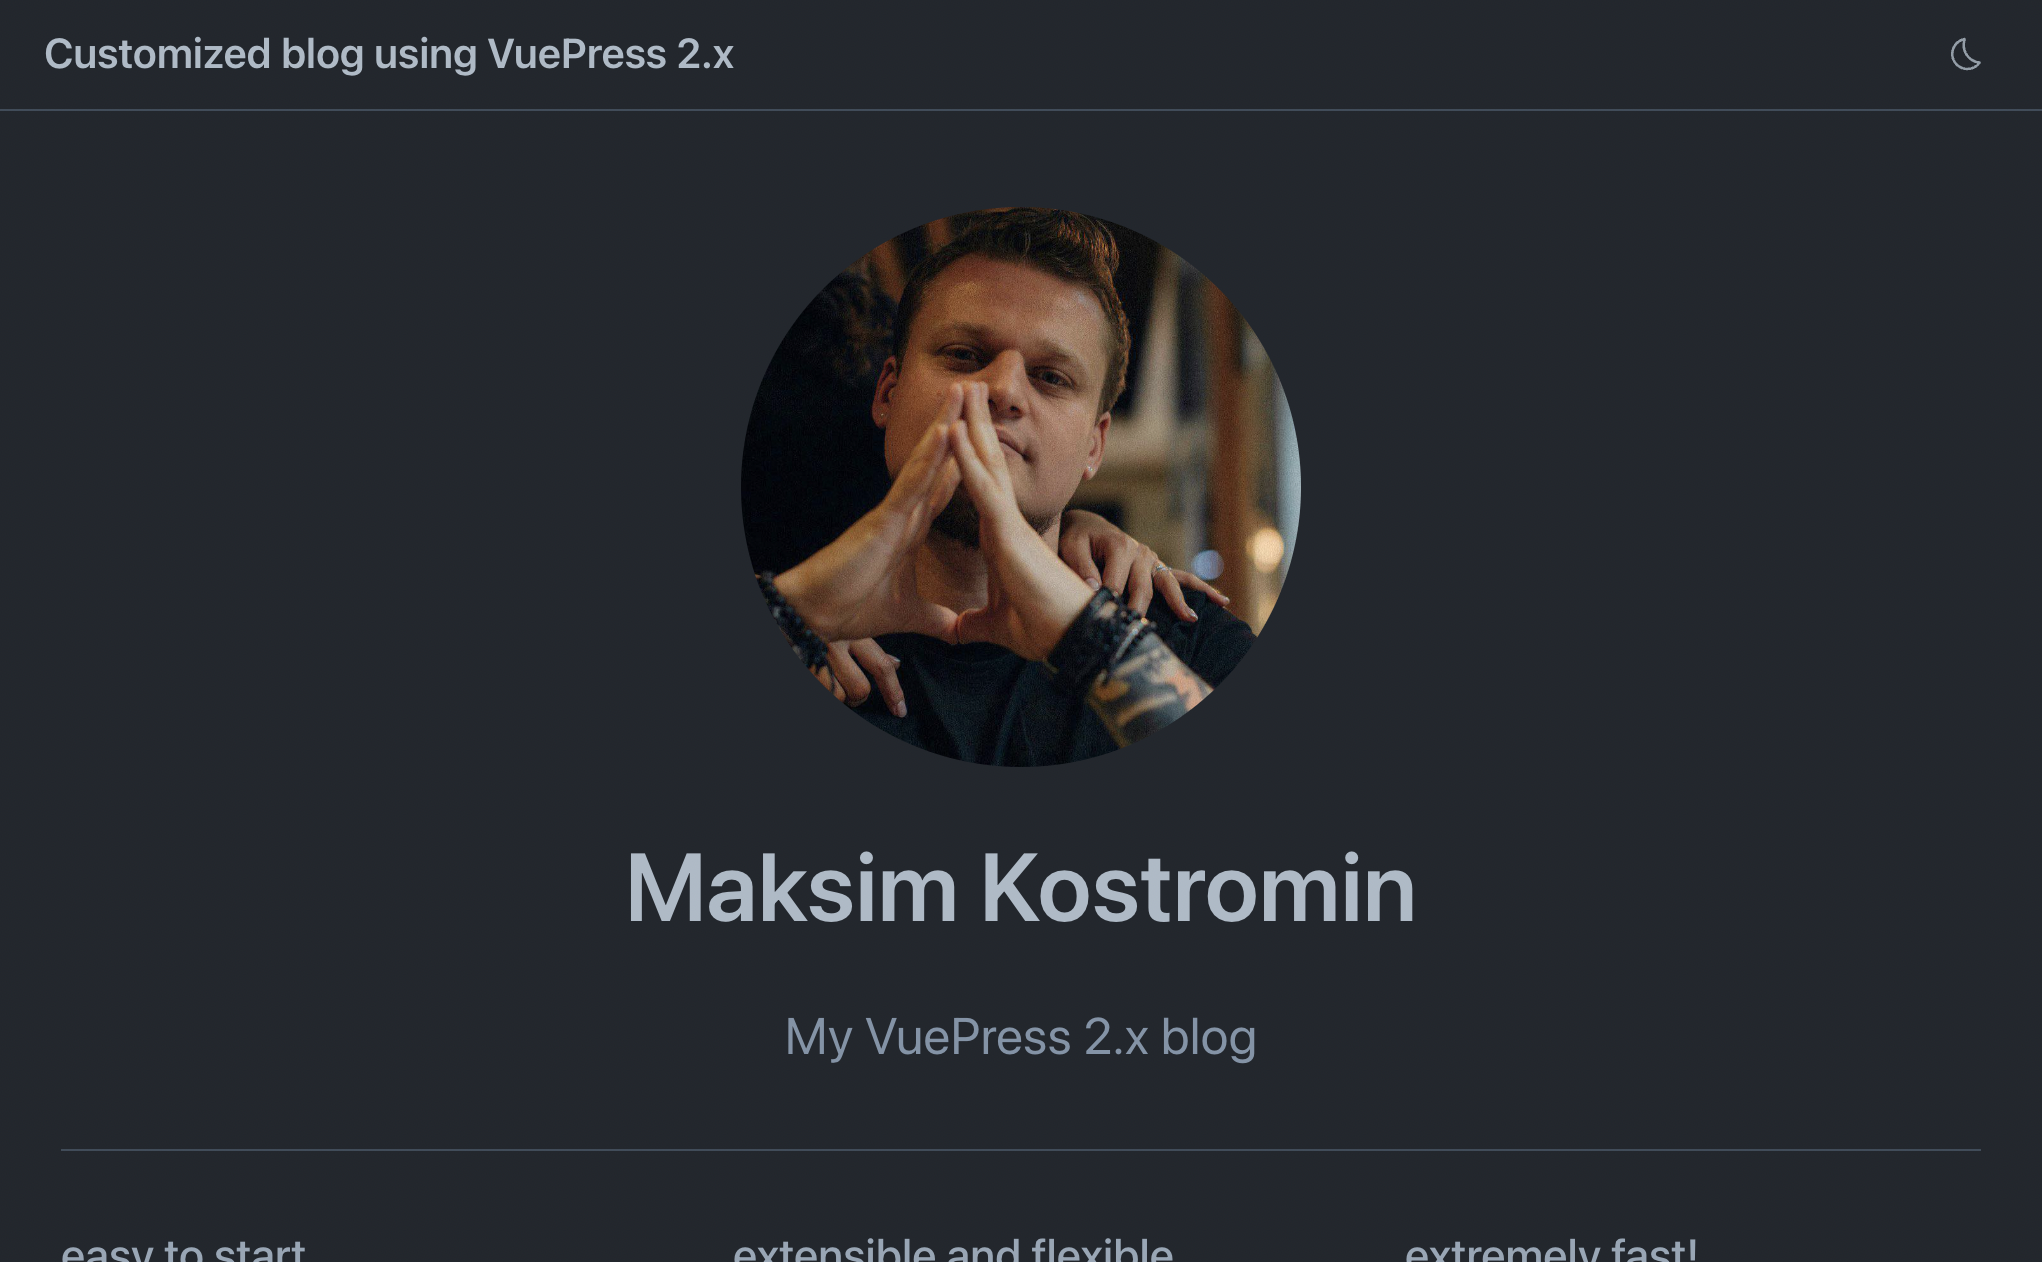 Customized blog using VuePress 2.x
Maksim Kostromin
My VuePress 2.x blog
easy to start
extensible and flexible
extremely fast!